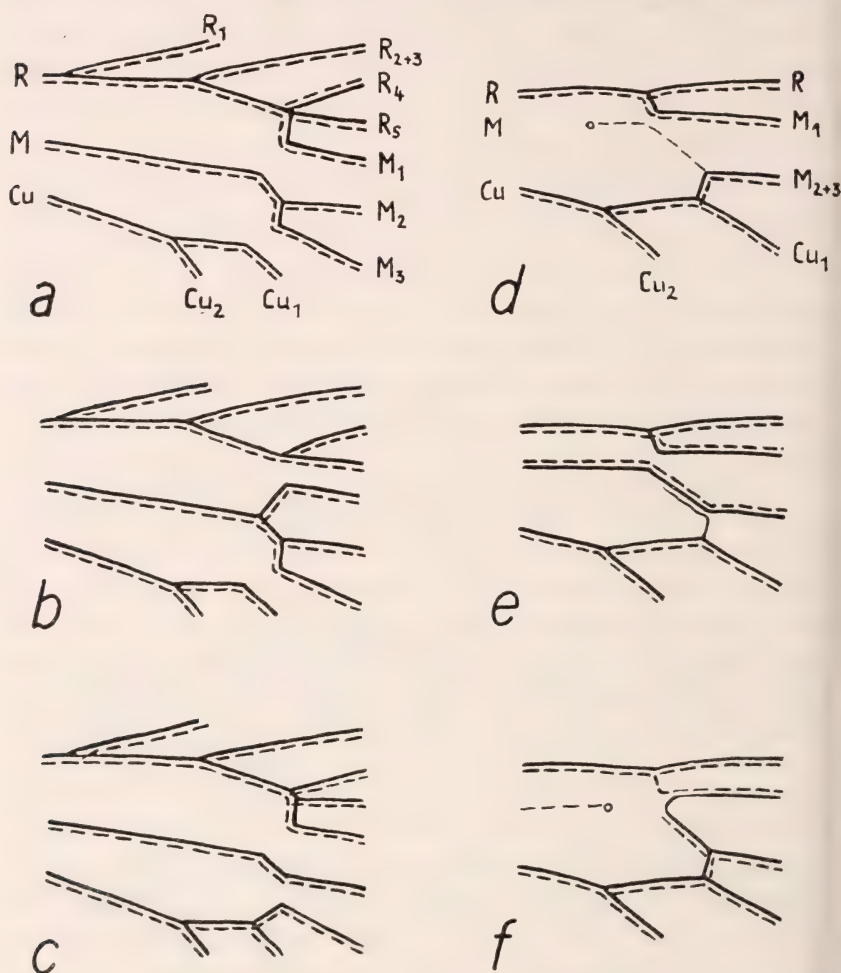 R₁
R
R₂₊₃
R₄
R₅
M
M₁
Cu
M₂
M₃
Cu₂ Cu₁
a
R R
M M₁
M₂₊₃
Cu
Cu₁
Cu₂
d
b
e
c
f